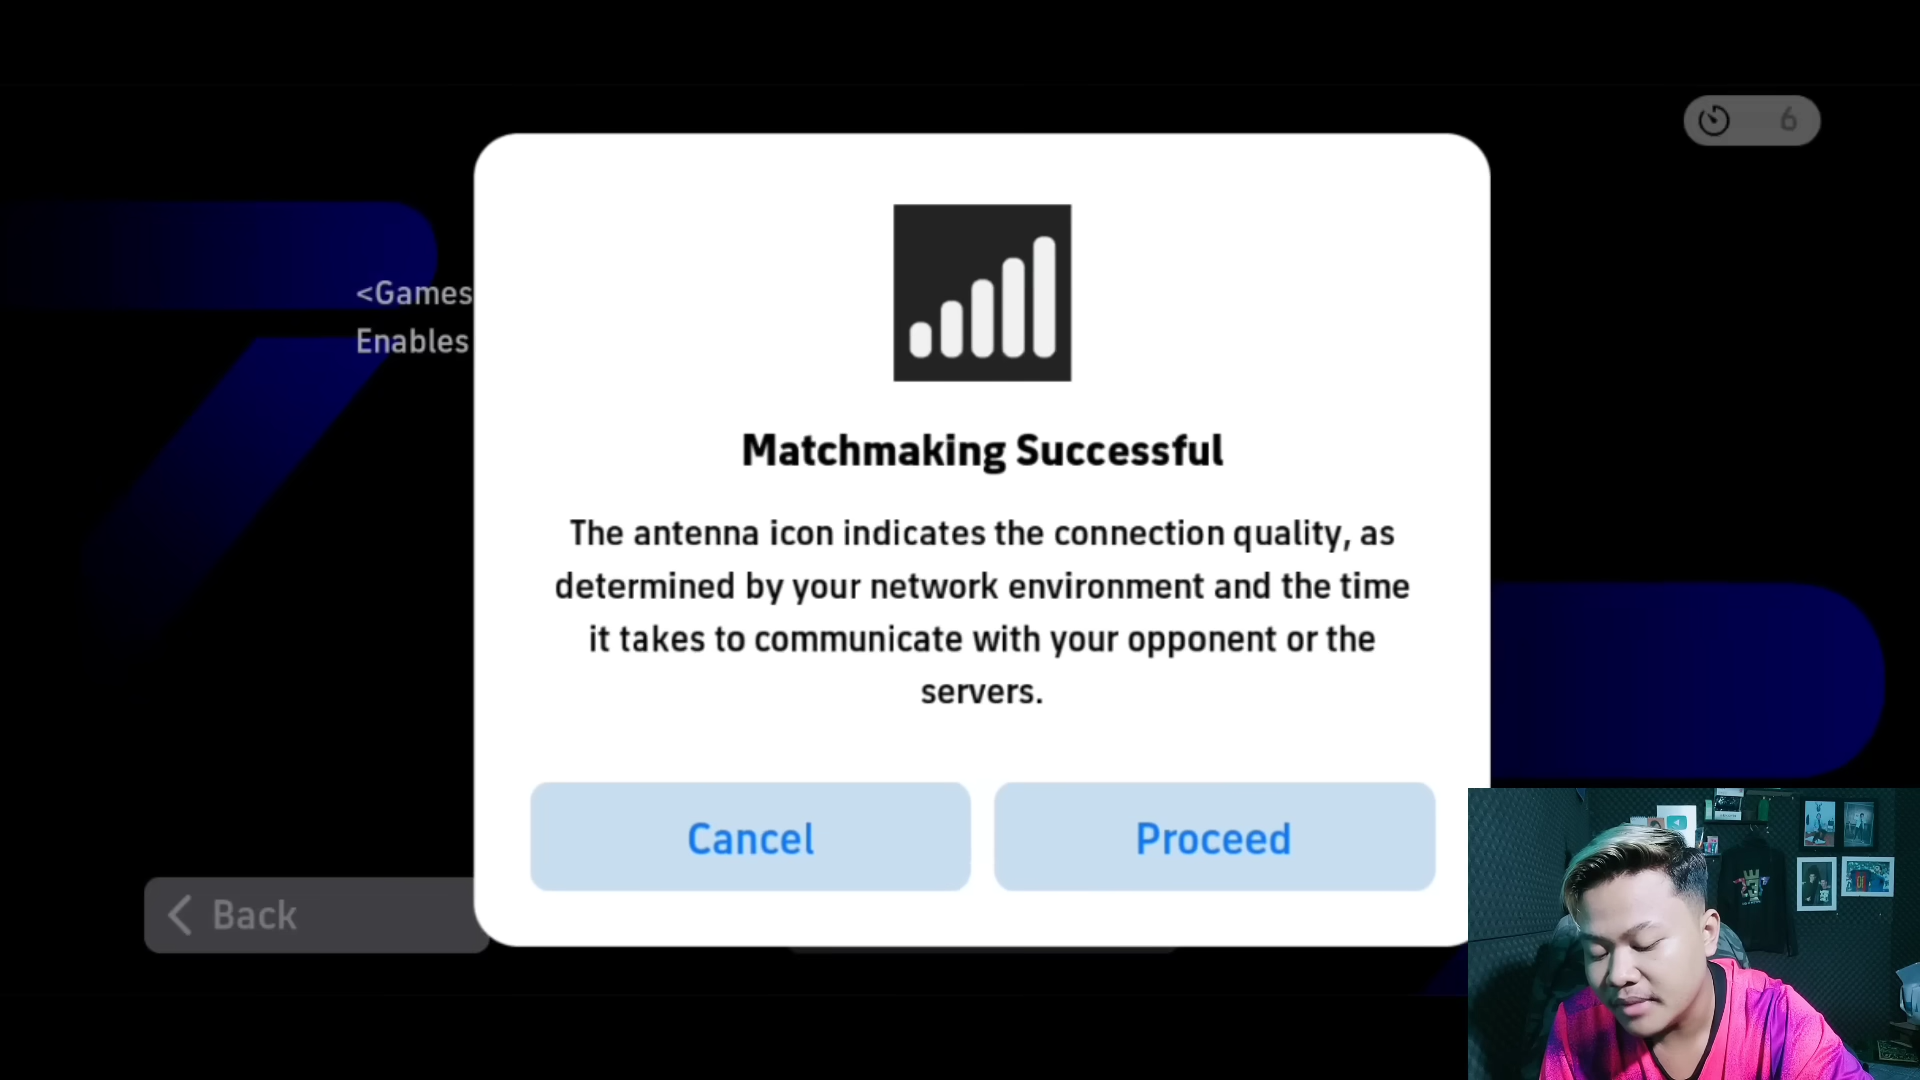 6
<Games
Enables
Matchmaking Successful
The antenna icon indicates the connection quality, as
determined by your network environment and the time
it takes to communicate with your opponent or the
servers.
Cancel
Proceed
Back